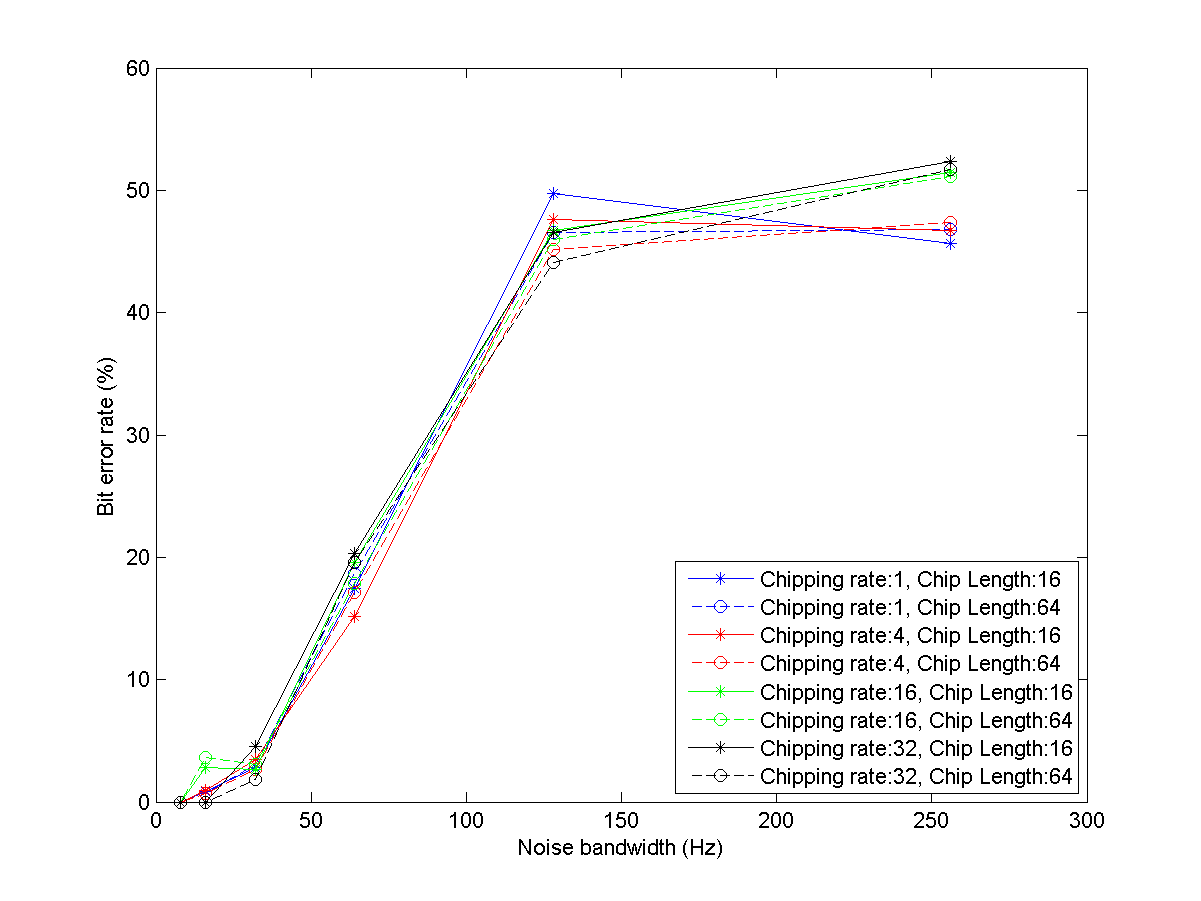 60
50
40
30
20
10
0
Bit error rate (%)
Chipping rate:1, Chip Length:16
Chipping rate:1, Chip Length:64
Chipping rate:4, Chip Length:16
Chipping rate:4, Chip Length:64
Chipping rate:16, Chip Length:16
Chipping rate:16, Chip Length:64
Chipping rate:32, Chip Length:16
Chipping rate:32, Chip Length:64
0 50 100 150 200 250 300
Noise bandwidth (Hz)